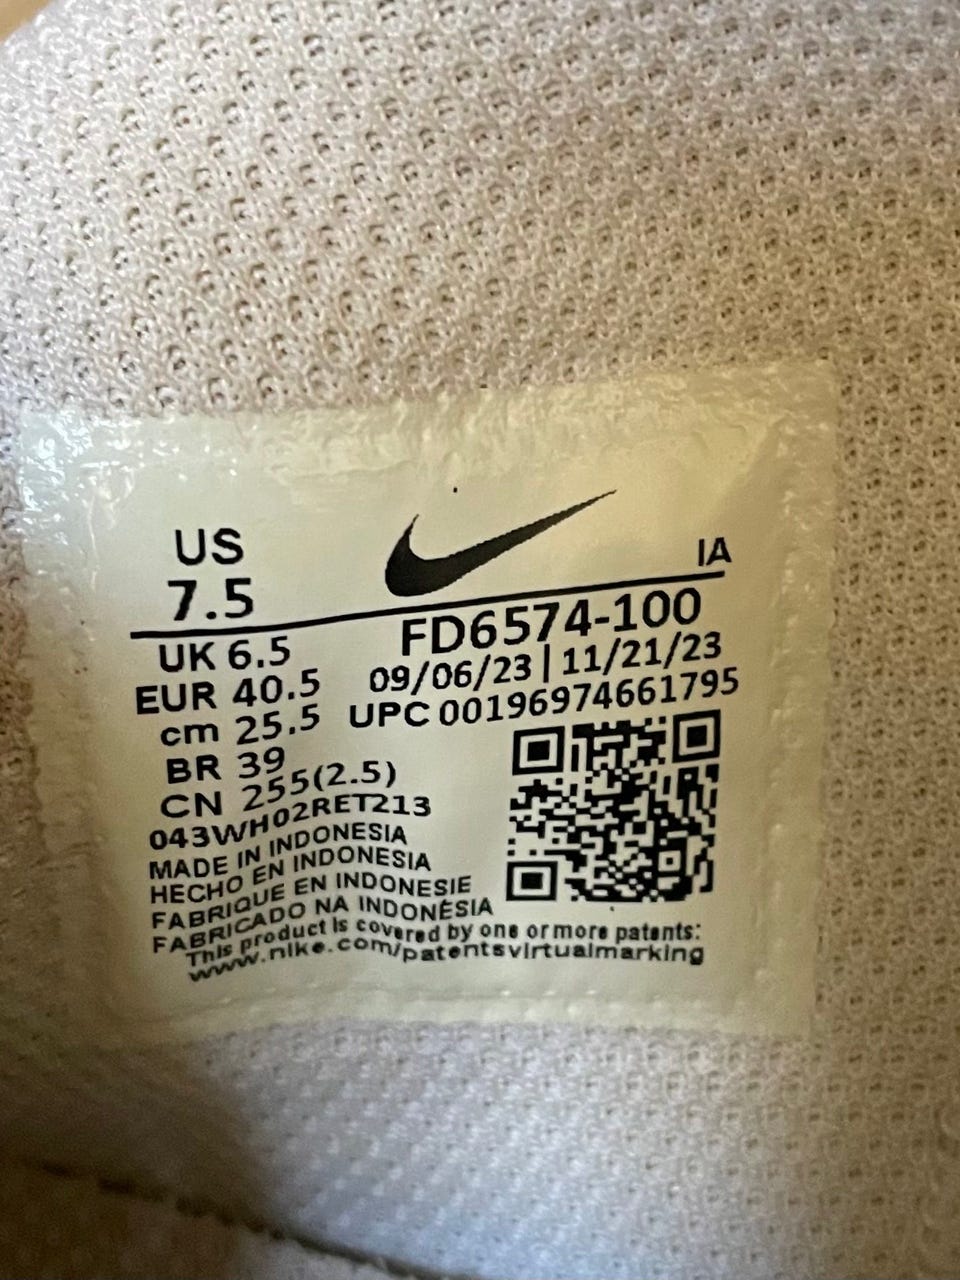 US
7.5
IA
UK 6.5
EUR 40.5
cm 25.5
BR 39
CN 255(2.5)
FD6574-100
09/06/23 | 11/21/23
UPC 00196974661795
043WH02RET213
MADE IN INDONESIA
HECHO EN INDONESIA
FABRIQUE EN INDONESIE
FABRICADO NA INDONÉSIA
This product is covered by one or more patents:
www.nike.com/patentsvirtualmarking